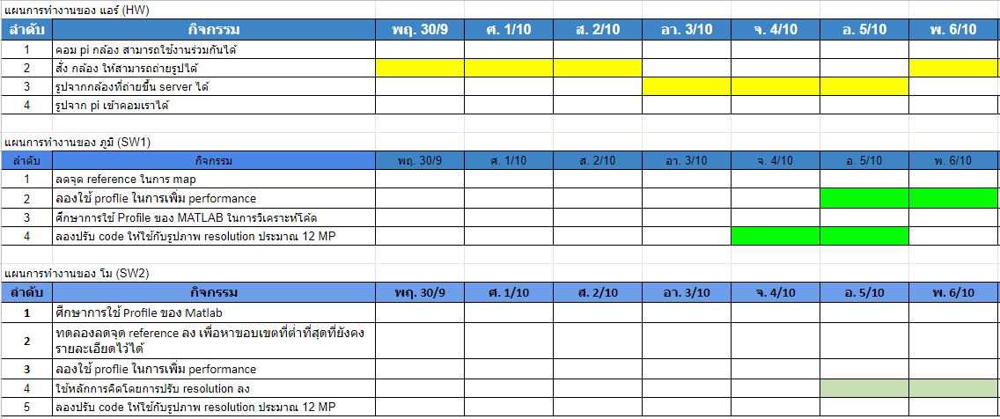 แผนการทำงานของ แอร์ (HW)
ลำดับ กิจกรรม พฤ. 30/9 ศ. 1/10 ส. 2/10 อา. 3/10 จ. 4/10 อ. 5/10 พ. 6/10
1 คอม pi กล้อง สามารถใช้งานร่วมกันได้
2 สั่ง กล้อง ให้สามารถถ่ายรูปได้
3 รูปจากกล้องที่ถ่ายขึ้น server ได้
4 รูปจาก pi เข้าคอมเราได้
แผนการทำงานของ ภูมิ (SW1)
ลำดับ กิจกรรม พฤ. 30/9 ศ. 1/10 ส. 2/10 อา. 3/10 จ. 4/10 อ. 5/10 พ. 6/10
1 ลดจุด reference ในการ map
2 ลองใช้ proflie ในการเพิ่ม performance
3 ศึกษาการใช้ Profile ของ MATLAB ในการวิเคราะห์โค้ด
4 ลองปรับ code ให้ใช้กับรูปภาพ resolution ประมาณ 12 MP
แผนการทำงานของ โม (SW2)
ลำดับ กิจกรรม พฤ. 30/9 ศ. 1/10 ส. 2/10 อา. 3/10 จ. 4/10 อ. 5/10 พ. 6/10
1 ศึกษาการใช้ Profile ของ Matlab
2 ทดลองลดจุด reference ลง เพื่อหาขอบเขตที่ต่ำที่สุดที่ยังคง
รายละเอียดไว้ได้
3 ลองใช้ proflie ในการเพิ่ม performance
4 ใช้หลักการคิดโดยการปรับ resolution ลง
5 ลองปรับ code ให้ใช้กับรูปภาพ resolution ประมาณ 12 MP